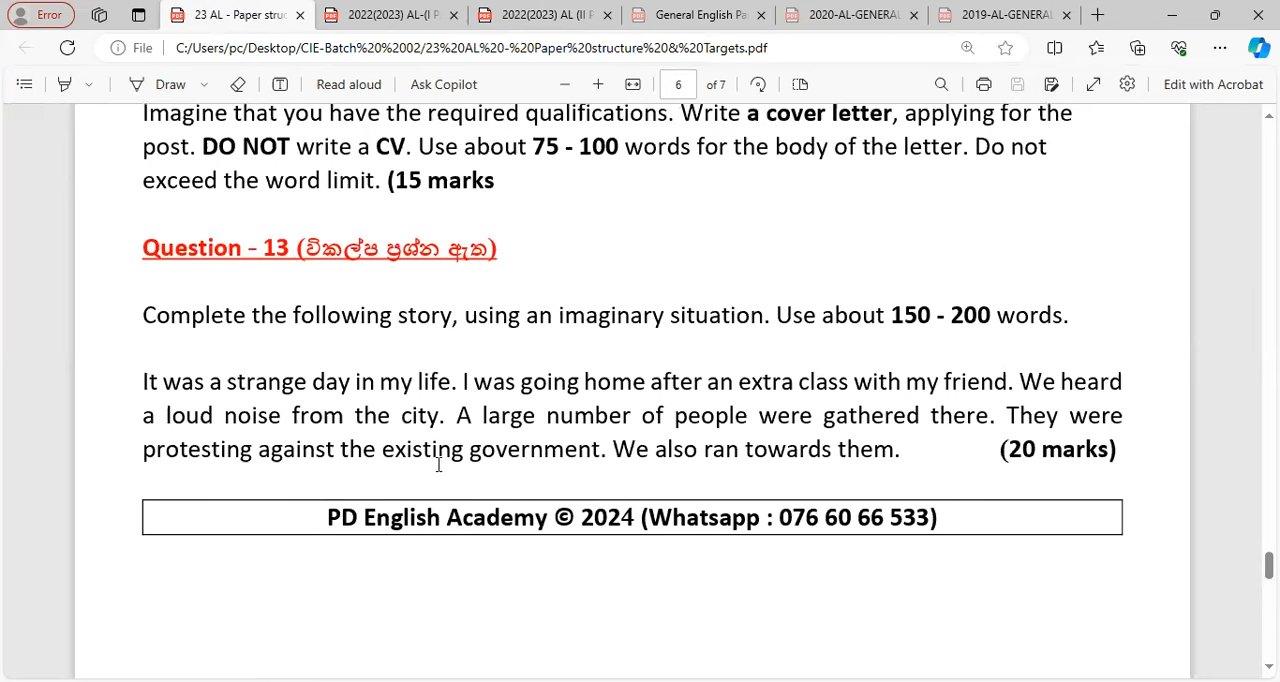 Error
23 AL - Paper struc
2022(2023) AL-(I P
2022(2023) AL (II P
General English Pa
2020-AL-GENERAL
2019-AL-GENERAL
File
C:/Users/pc/Desktop/CIE-Batch%20%2002/23%20AL%20-%20Paper%20structure%20&%20Targets.pdf
Draw
Read aloud
Ask Copilot
6 of 7
Edit with Acrobat
Imagine that you have the required qualifications. Write a cover letter, applying for the
post. DO NOT write a CV. Use about 75 - 100 words for the body of the letter. Do not
exceed the word limit. (15 marks
Question - 13 (විකල්ප ප්‍රශ්න ඇත)
Complete the following story, using an imaginary situation. Use about 150 - 200 words.
It was a strange day in my life. I was going home after an extra class with my friend. We heard
a loud noise from the city. A large number of people were gathered there. They were
protesting against the existing government. We also ran towards them. (20 marks)
PD English Academy © 2024 (Whatsapp : 076 60 66 533)